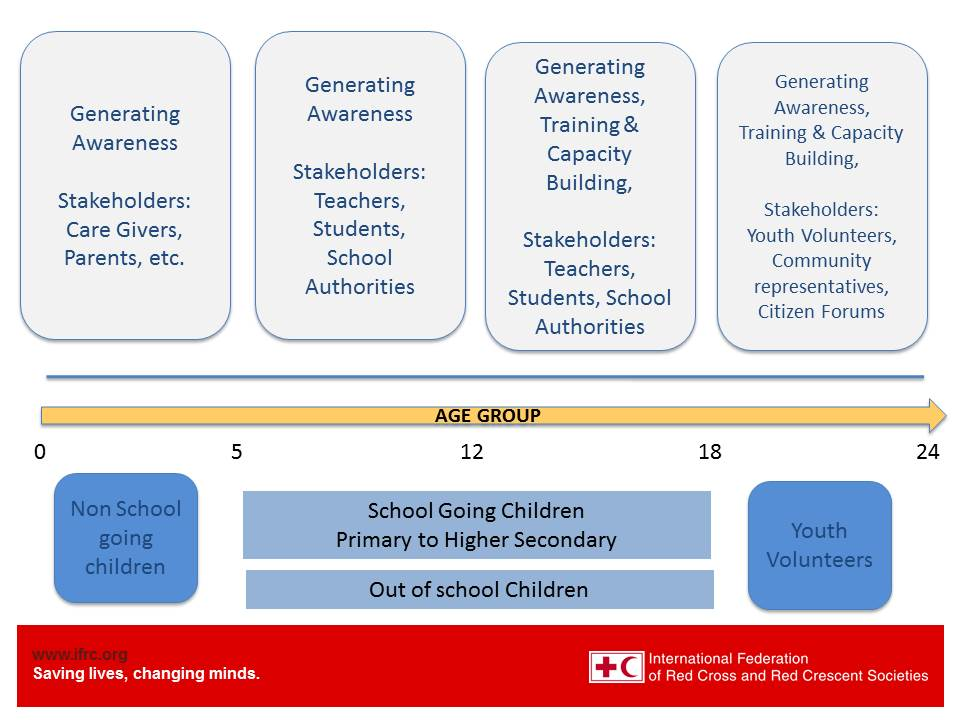 Generating
Awareness
Stakeholders:
Care Givers,
Parents, etc.
Generating
Awareness
Stakeholders:
Teachers,
Students,
School
Authorities
Generating
Awareness,
Training &
Capacity
Building,
Stakeholders:
Teachers,
Students, School
Authorities
Generating
Awareness,
Training & Capacity
Building,
Stakeholders:
Youth Volunteers,
Community
representatives,
Citizen Forums
AGE GROUP
0 5 12 18 24
Non School
going
children
School Going Children
Primary to Higher Secondary
Out of school Children
Youth
Volunteers
www.ifrc.org
Saving lives, changing minds.
International Federation
of Red Cross and Red Crescent Societies